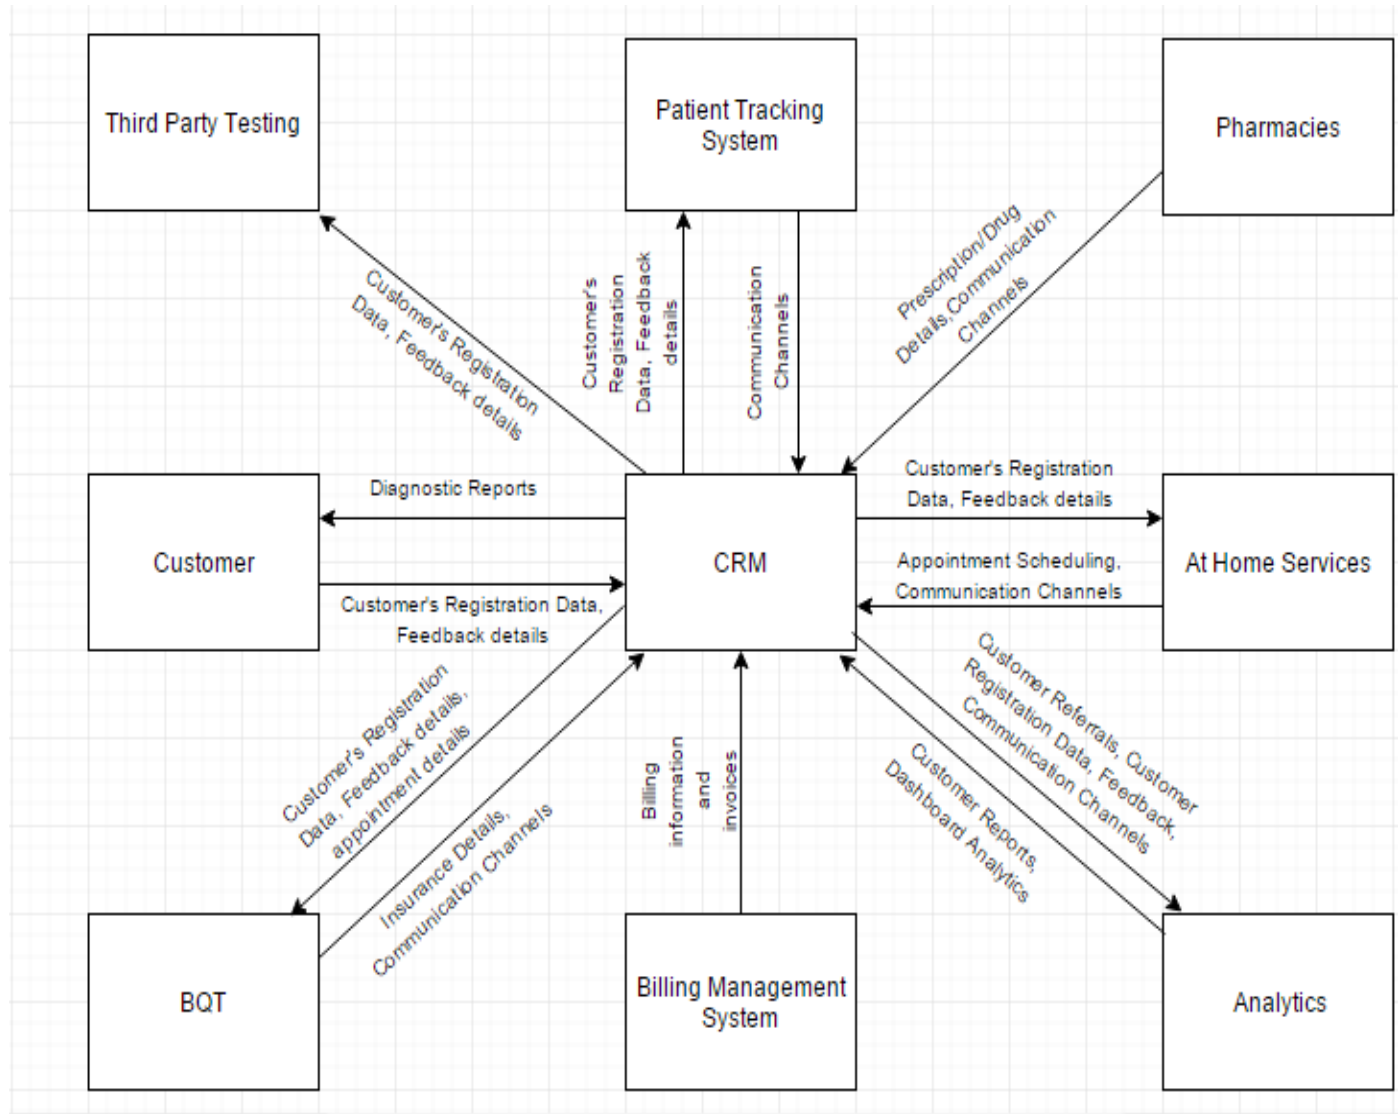 Third Party Testing
Patient Tracking
System
Pharmacies
Customer's Registration
Data, Feedback details
Customer's
Registration
Data, Feedback
details
Communication
Channels
Prescription/Drug
Details,Communication
Channels
Diagnostic Reports
Customer's Registration
Data, Feedback details
Customer
CRM
At Home Services
Appointment Scheduling,
Communication Channels
Customer's Registration Data,
Feedback details
Customer's Registration
Data, Feedback details,
appointment details
Insurance Details,
Communication Channels
Billing
information
and
invoices
Customer Referrals, Customer
Registration Data, Feedback,
Communication Channels
Customer Reports,
Dashboard Analytics
BQT
Billing Management
System
Analytics